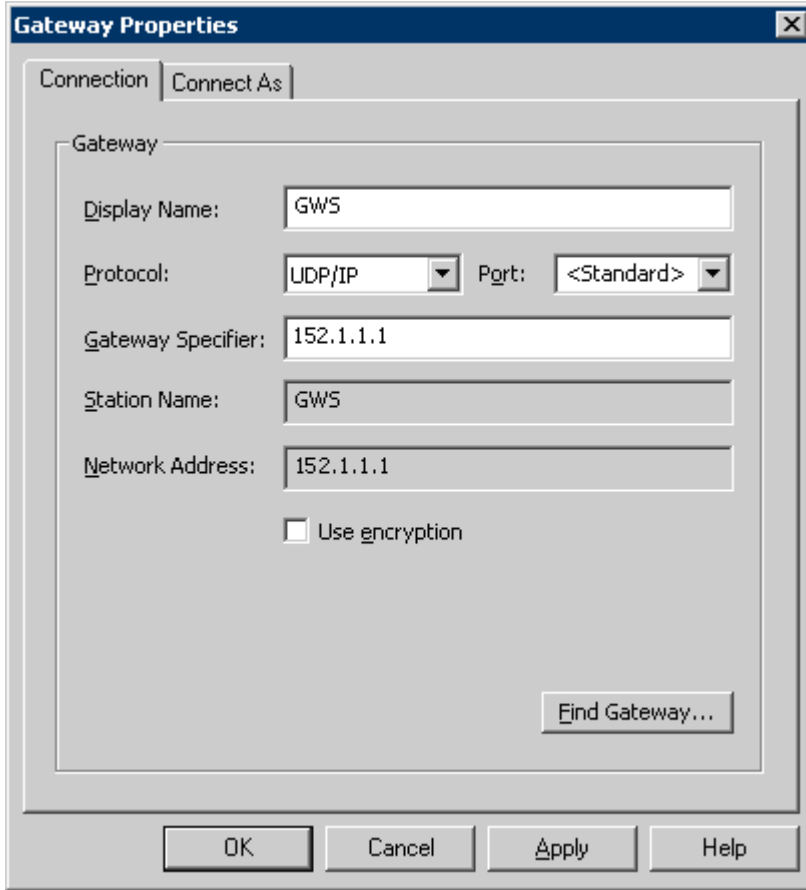 Gateway Properties
Connection Connect As
Gateway
Display Name: GWS
Protocol: UDP/IP Port: <Standard>
Gateway Specifier: 152.1.1.1
Station Name: GWS
Network Address: 152.1.1.1
Use encryption
Find Gateway...
OK Cancel Apply Help